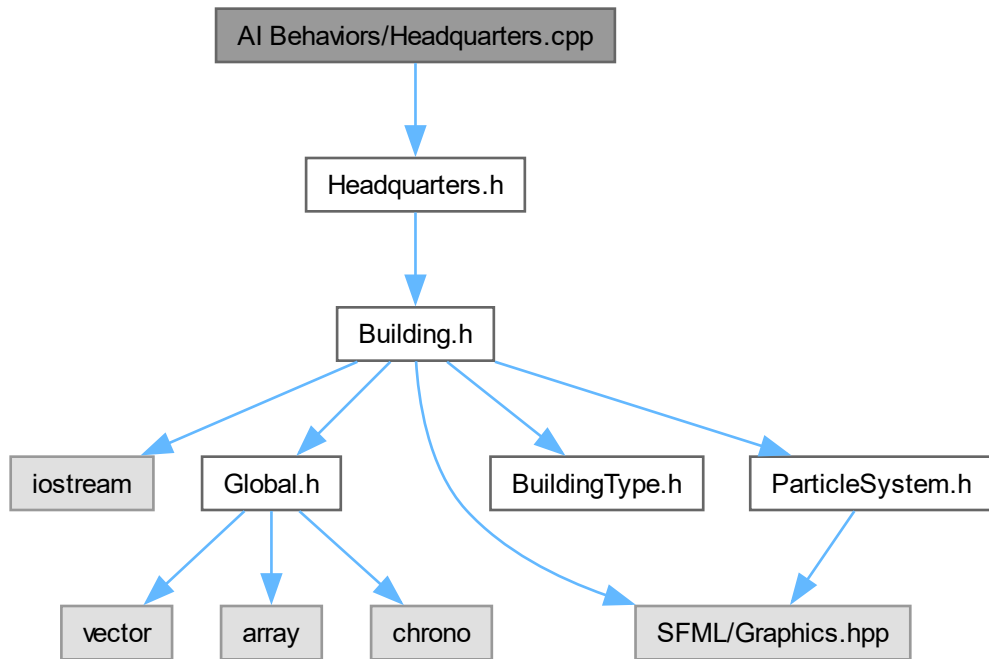 AI Behaviors/Headquarters.cpp
Headquarters.h
Building.h
iostream
Global.h
BuildingType.h
ParticleSystem.h
vector
array
chrono
SFML/Graphics.hpp